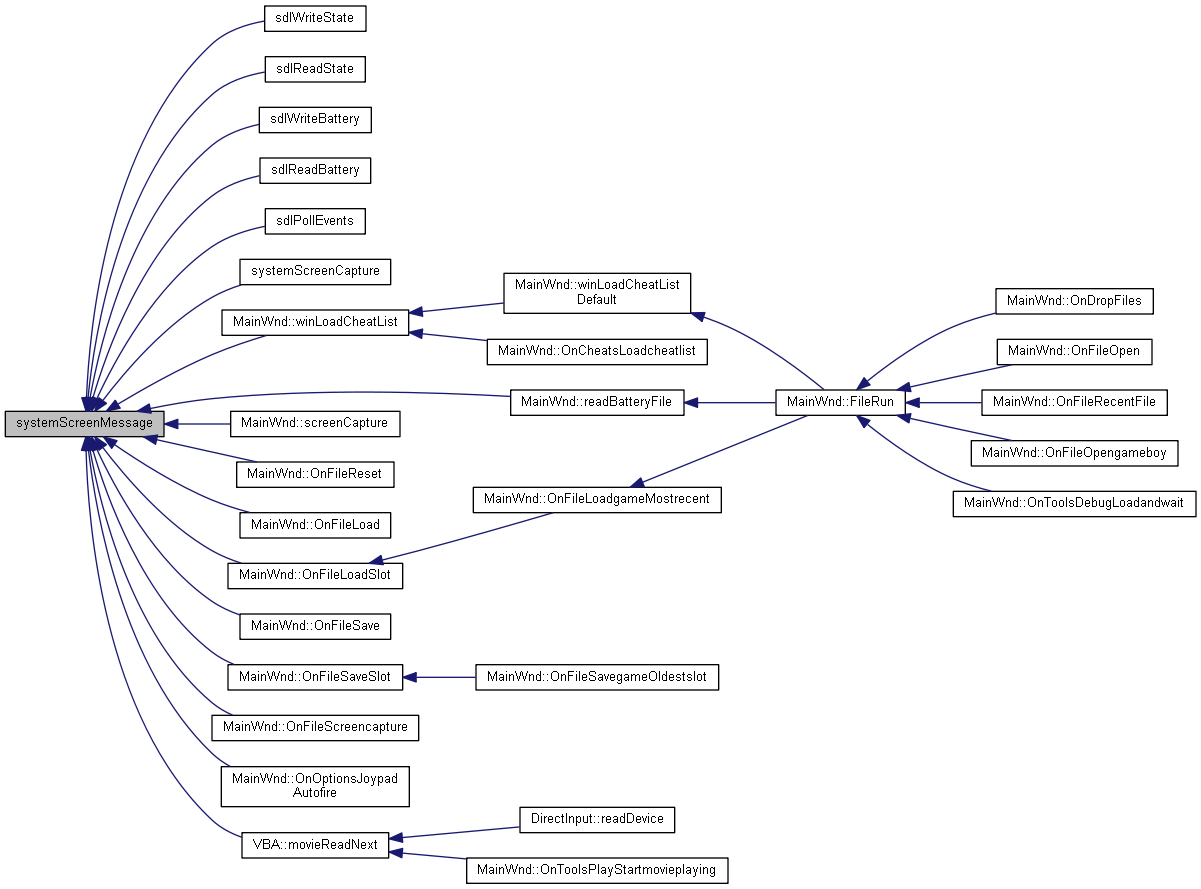 sdlWriteState
sdlReadState
sdlWriteBattery
sdlReadBattery
sdlPollEvents
systemScreenCapture
MainWnd::winLoadCheatList
Default
MainWnd::OnDropFiles
MainWnd::winLoadCheatList
MainWnd::OnCheatsLoadcheatlist
MainWnd::OnFileOpen
systemScreenMessage
MainWnd::readBatteryFile
MainWnd::FileRun
MainWnd::OnFileRecentFile
MainWnd::screenCapture
MainWnd::OnFileOpengameboy
MainWnd::OnFileReset
MainWnd::OnFileLoadgameMostrecent
MainWnd::OnToolsDebugLoadandwait
MainWnd::OnFileLoad
MainWnd::OnFileLoadSlot
MainWnd::OnFileSave
MainWnd::OnFileSaveSlot
MainWnd::OnFileSavegameOldestslot
MainWnd::OnFileScreencapture
MainWnd::OnOptionsJoypad
Autofire
DirectInput::readDevice
VBA::movieReadNext
MainWnd::OnToolsPlayStartmovieplaying